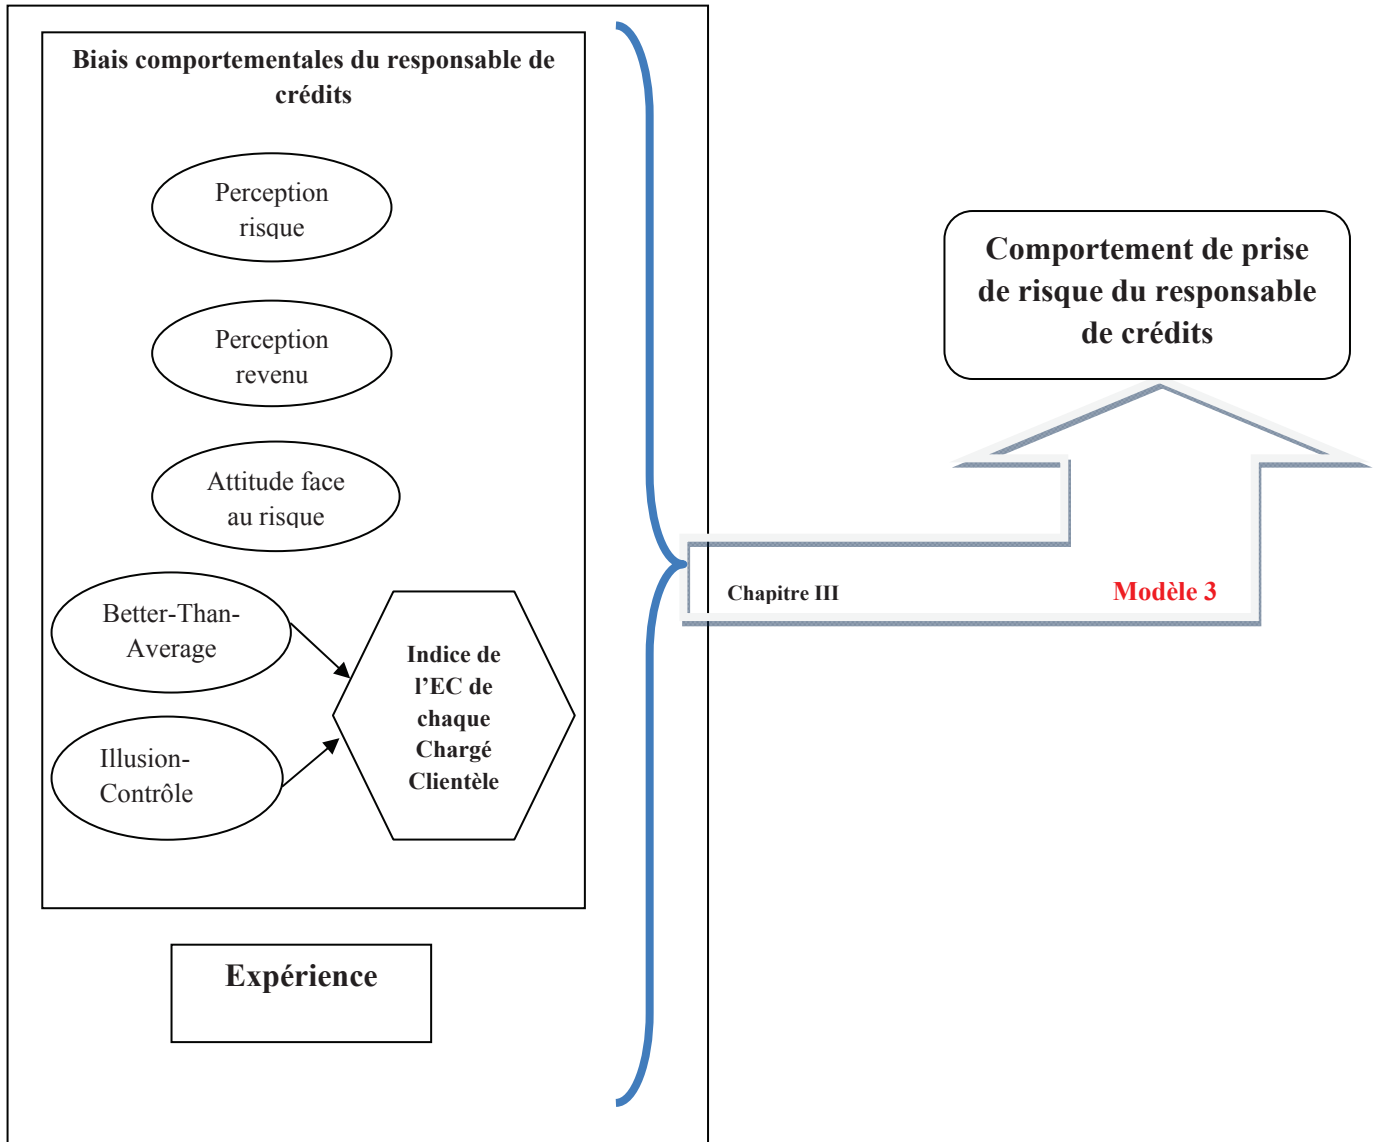 Biais comportementales du responsable de
crédits
Perception
risque
Perception
revenu
Attitude face
au risque
Better-Than-
Average
Illusion-
Contrôle
Indice de
l’EC de
chaque
Chargé
Clientèle
Expérience
Chapitre III
Modèle 3
Comportement de prise
de risque du responsable
de crédits